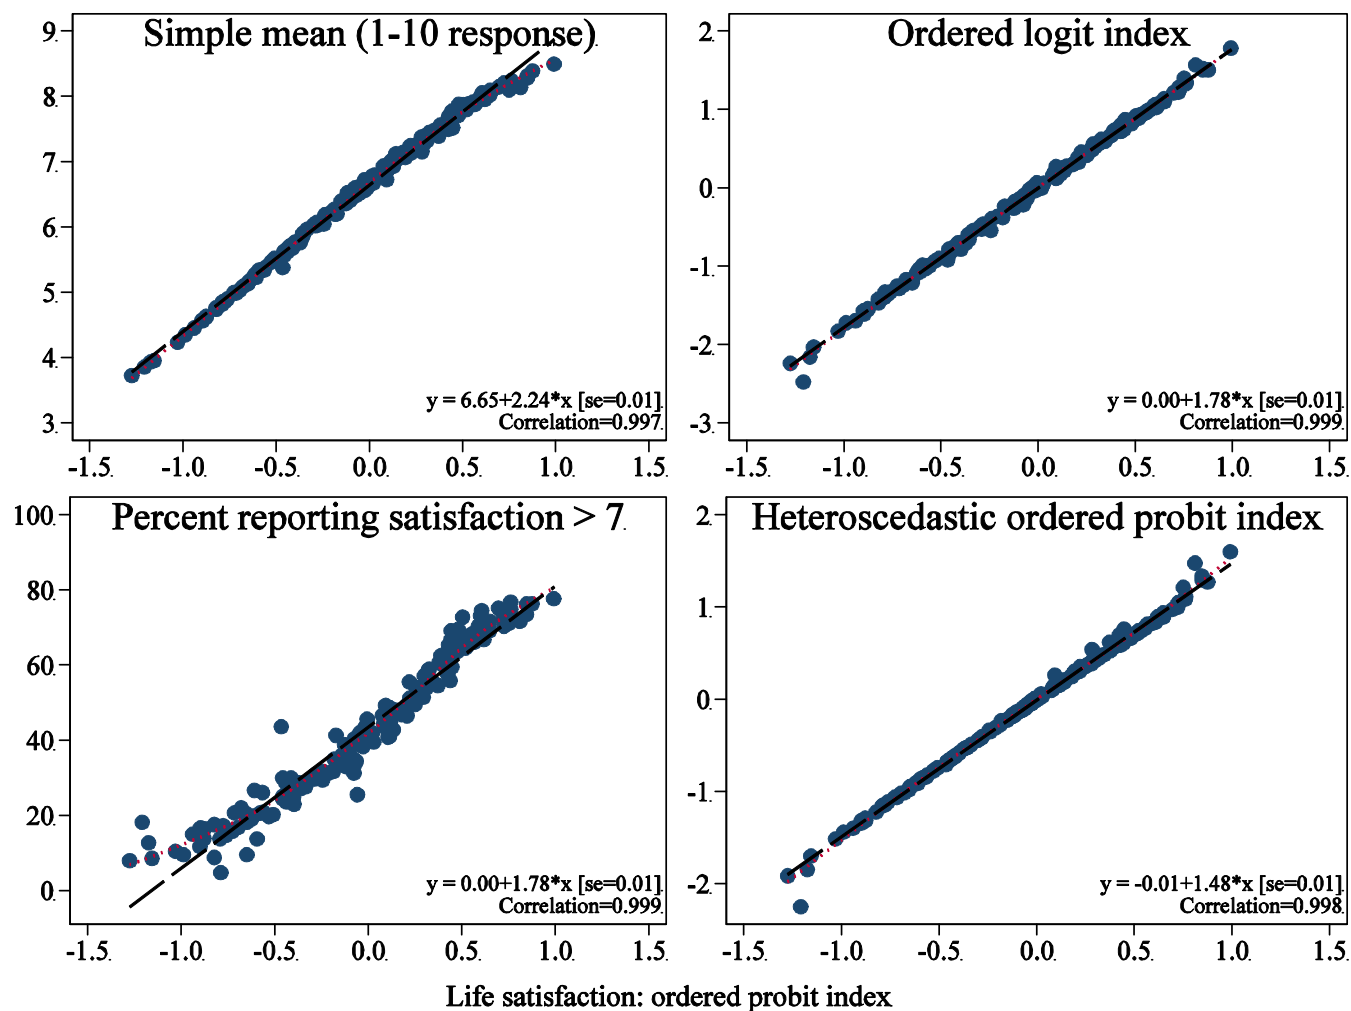 Simple mean (1-10 response).
9.
8.
7.
6.
5.
4.
3.
y = 6.65+2.24*x [se=0.01].
Correlation=0.997.
-1.5. -1.0. -0.5. 0.0. 0.5. 1.0. 1.5.
Ordered logit index
2.
1.
0.
-1.
-2.
-3.
y = 0.00+1.78*x [se=0.01].
Correlation=0.999.
-1.5. -1.0. -0.5. 0.0. 0.5. 1.0. 1.5.
Percent reporting satisfaction > 7.
100.
80.
60.
40.
20.
0.
y = 0.00+1.78*x [se=0.01].
Correlation=0.999.
-1.5. -1.0. -0.5. 0.0. 0.5. 1.0. 1.5.
Heteroscedastic ordered probit index.
2.
1.
0.
-1.
-2.
y = -0.01+1.48*x [se=0.01].
Correlation=0.998.
-1.5. -1.0. -0.5. 0.0. 0.5. 1.0. 1.5.
Life satisfaction: ordered probit index